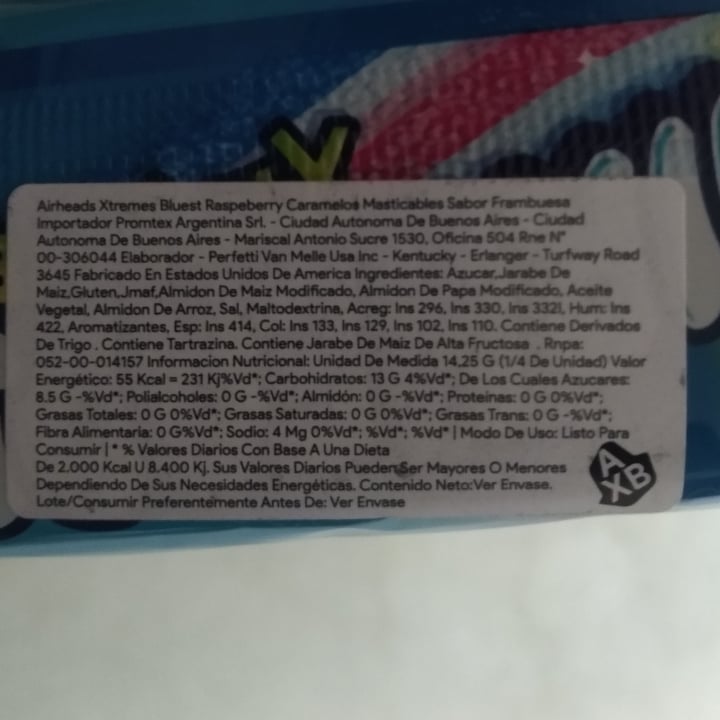 Airheads Xtremes Bluest Raspeberry Caramelos Masticables Sabor Frambuesa
Importador Promtex Argentina Srl. - Ciudad Autonoma De Buenos Aires - Ciudad
Autonoma De Buenos Aires - Mariscal Antonio Sucre 1530, Oficina 504 Rne N°
00-306044 Elaborador - Perfetti Van Melle Usa Inc - Kentucky - Erlanger - Turfway Road
3645 Fabricado En Estados Unidos De America Ingredientes: Azucar,Jarabe De
Maiz,Gluten,Jmaf,Almidon De Maiz Modificado, Almidon De Papa Modificado, Aceite
Vegetal, Almidon De Arroz, Sal, Maltodextrina, Acreg: Ins 296, Ins 330, Ins 332I, Hum: Ins
422, Aromatizantes, Esp: Ins 414, Col: Ins 133, Ins 129, Ins 102, Ins 110. Contiene Derivados
De Trigo . Contiene Tartrazina. Contiene Jarabe De Maiz De Alta Fructosa . Rnpa:
052-00-014157 Informacion Nutricional: Unidad De Medida 14,25 G (1/4 De Unidad) Valor
Energético: 55 Kcal = 231 Kj%Vd*; Carbohidratos: 13 G 4%Vd*; De Los Cuales Azucares:
8.5 G -%Vd*; Polialcoholes: 0 G -%Vd*; Almidón: 0 G -%Vd*; Proteinas: 0 G 0%Vd*;
Grasas Totales: 0 G 0%Vd*; Grasas Saturadas: 0 G 0%Vd*; Grasas Trans: 0 G -%Vd*;
Fibra Alimentaria: 0 G%Vd*; Sodio: 4 Mg 0%Vd*; %Vd*; %Vd* | Modo De Uso: Listo Para
Consumir | * % Valores Diarios Con Base A Una Dieta
De 2.000 Kcal U 8.400 Kj. Sus Valores Diarios Pueden Ser Mayores O Menores
Dependiendo De Sus Necesidades Energéticas. Contenido Neto:Ver Envase.
Lote/Consumir Preferentemente Antes De: Ver Envase
AXB